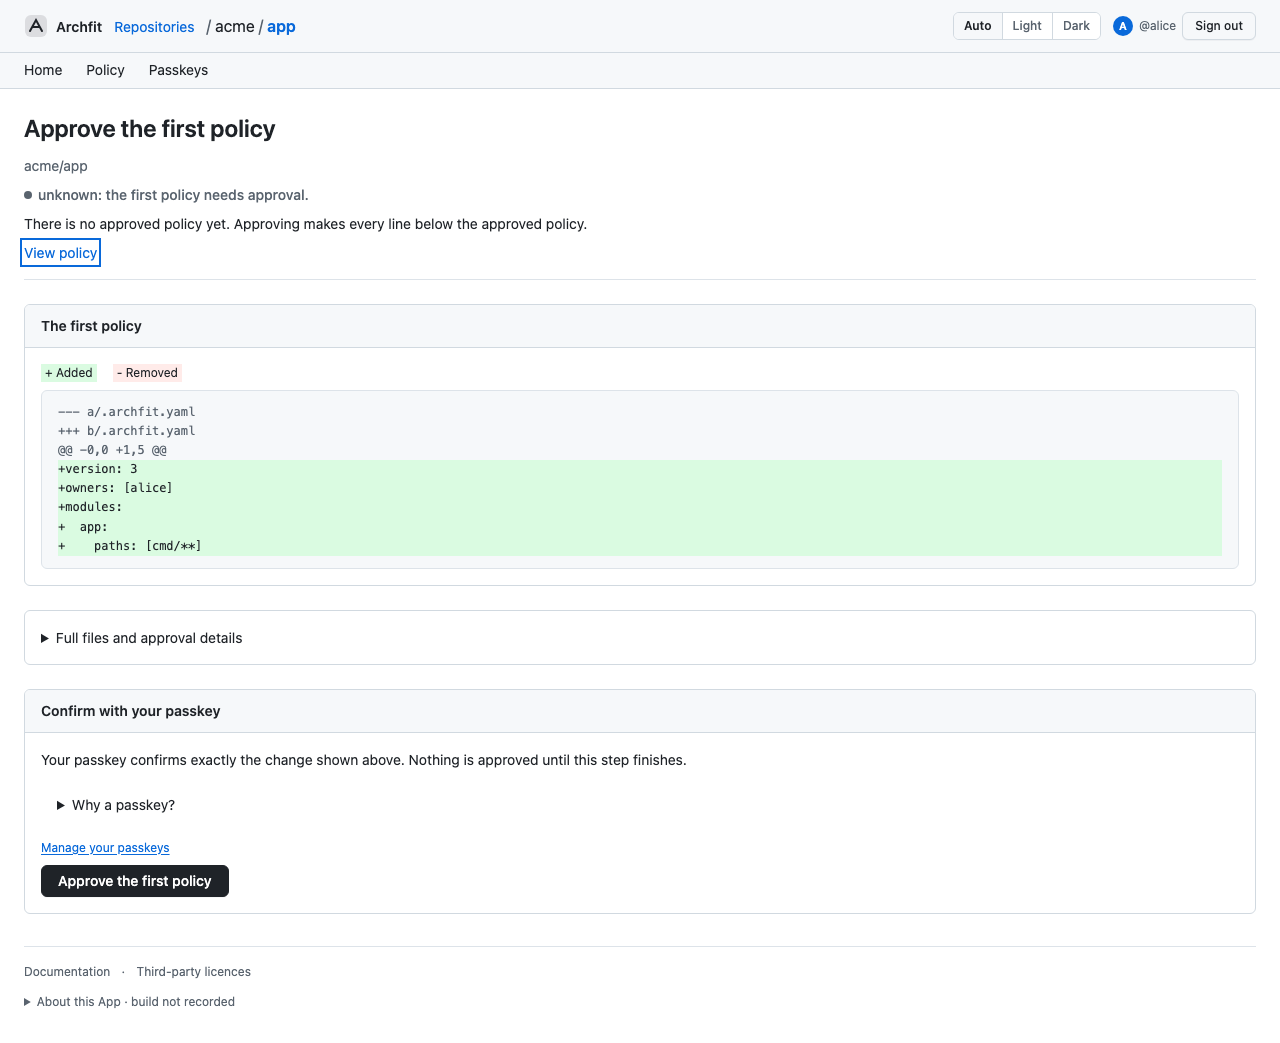 Archfit Repositories / acme / app
Auto Light Dark A @alice Sign out
Home Policy Passkeys
Approve the first policy
acme/app
unknown: the first policy needs approval.
There is no approved policy yet. Approving makes every line below the approved policy.
View policy
The first policy
+ Added - Removed
--- a/.archfit.yaml
+++ b/.archfit.yaml
@@ -0,0 +1,5 @@
+version: 3
+owners: [alice]
+modules:
+  app:
+    paths: [cmd/**]
Full files and approval details
Confirm with your passkey
Your passkey confirms exactly the change shown above. Nothing is approved until this step finishes.
Why a passkey?
Manage your passkeys
Approve the first policy
Documentation · Third-party licences
About this App · build not recorded